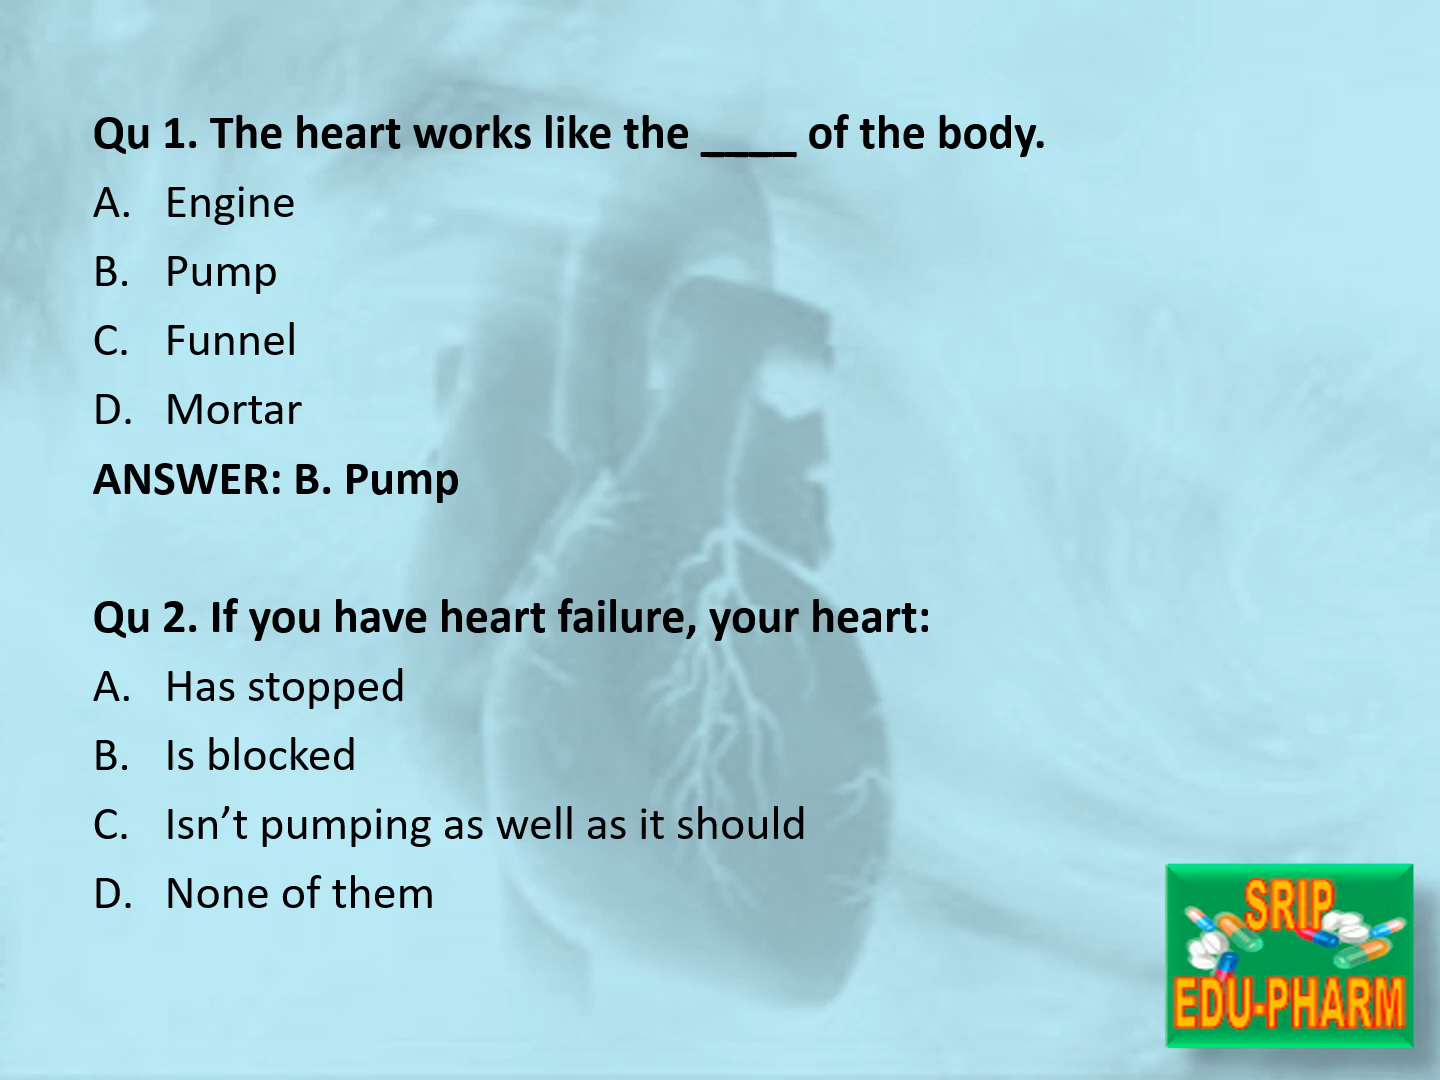 Qu 1. The heart works like the ____ of the body.
A. Engine
B. Pump
C. Funnel
D. Mortar
ANSWER: B. Pump
Qu 2. If you have heart failure, your heart:
A. Has stopped
B. Is blocked
C. Isn’t pumping as well as it should
D. None of them
SRIP
EDU-PHARM